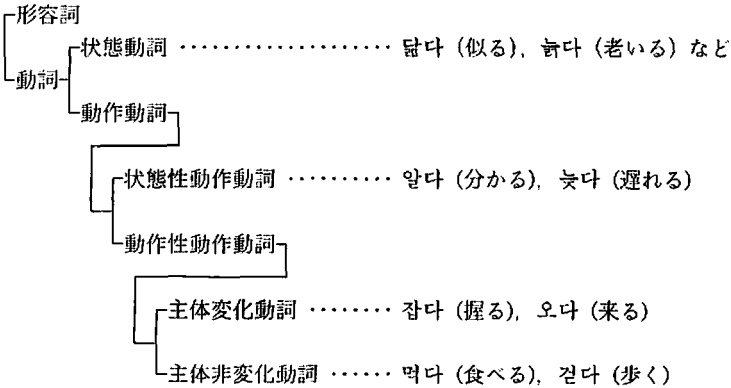 形容詞
状態動詞 ····················· 닮다 (似る), 늙다 (老いる) など
動詞
動作動詞
状態性動作動詞 ·········· 알다 (分かる), 늦다 (遅れる)
動作性動作動詞
主体変化動詞 ········ 잡다 (握る), 오다 (来る)
主体非変化動詞 ······ 먹다 (食べる), 걷다 (歩く)